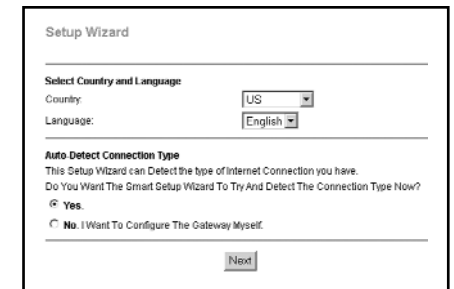 Setup Wizard
Select Country and Language
Country: US
Language: English
Auto-Detect Connection Type
This Setup Wizard can Detect the type of Internet Connection you have.
Do You Want The Smart Setup Wizard To Try And Detect The Connection Type Now?
Yes.
No. I Want To Configure The Gateway Myself.
Next